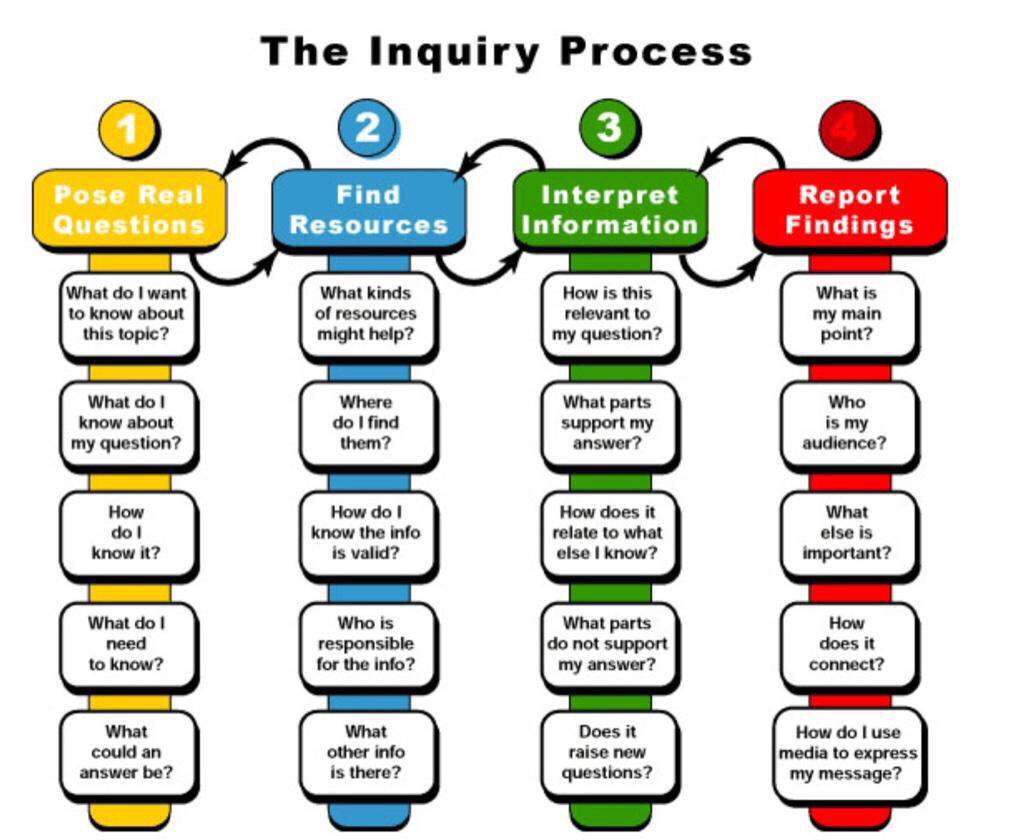 The Inquiry Process
1
Pose Real
Questions
What do I want
to know about
this topic?
What do I
know about
my question?
How
do I
know it?
What do I
need
to know?
What
could an
answer be?
2
Find
Resources
What kinds
of resources
might help?
Where
do I find
them?
How do I
know the info
is valid?
Who is
responsible
for the info?
What
other info
is there?
3
Interpret
Information
How is this
relevant to
my question?
What parts
support my
answer?
How does it
relate to what
else I know?
What parts
do not support
my answer?
Does it
raise new
questions?
4
Report
Findings
What is
my main
point?
Who
is my
audience?
What
else is
important?
How
does it
connect?
How do I use
media to express
my message?